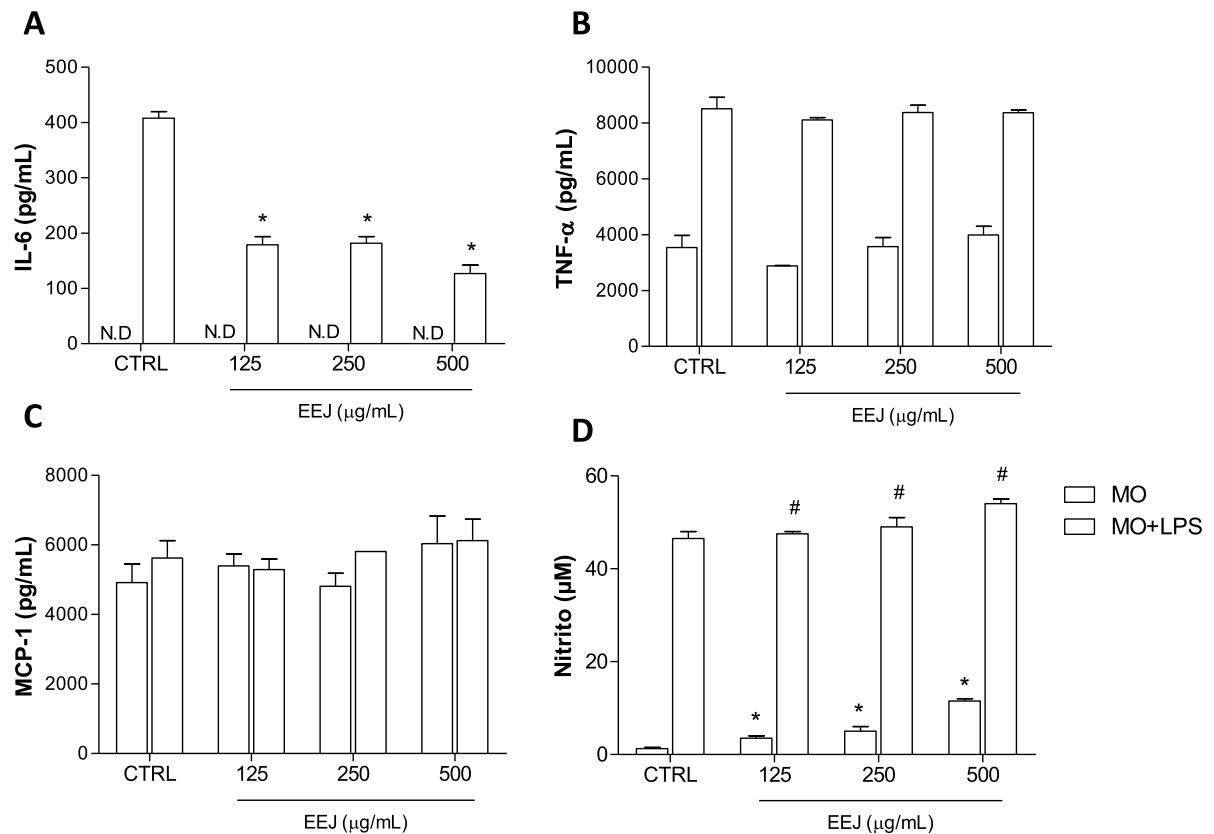 A
IL-6 (pg/mL)
500
400
300
200
100
0
N.D
N.D
*
N.D
*
N.D
*
CTRL
125
250
500
EEJ (μg/mL)
B
TNF-α (pg/mL)
10000
8000
6000
4000
2000
0
CTRL
125
250
500
EEJ (μg/mL)
C
MCP-1 (pg/mL)
8000
6000
4000
2000
0
CTRL
125
250
500
EEJ (μg/mL)
D
Nitrito (μM)
60
40
20
0
*
#
*
#
*
#
CTRL
125
250
500
EEJ (μg/mL)
MO
MO+LPS